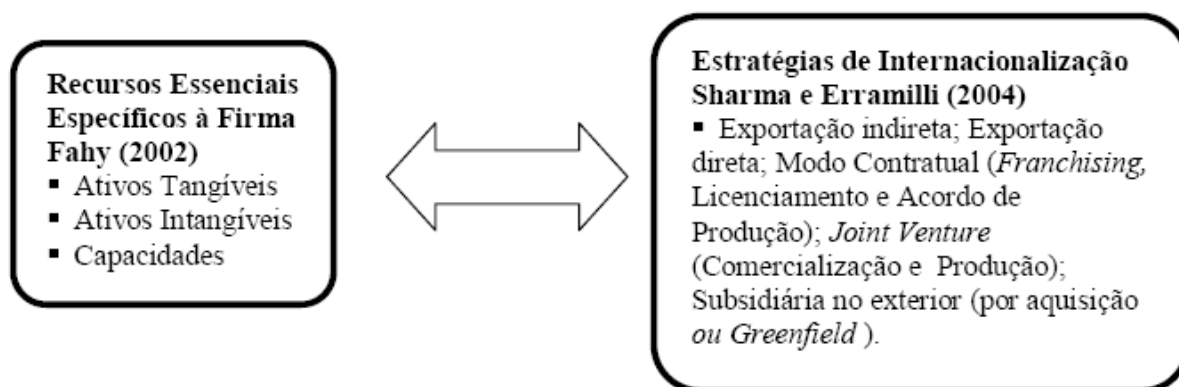 Recursos Essenciais
Específicos à Firma
Fahy (2002)
▪ Ativos Tangíveis
▪ Ativos Intangíveis
▪ Capacidades
Estratégias de Internacionalização
Sharma e Erramilli (2004)
▪ Exportação indireta; Exportação
direta; Modo Contratual (Franchising,
Licenciamento e Acordo de
Produção); Joint Venture
(Comercialização e Produção);
Subsidiária no exterior (por aquisição
ou Greenfield ).